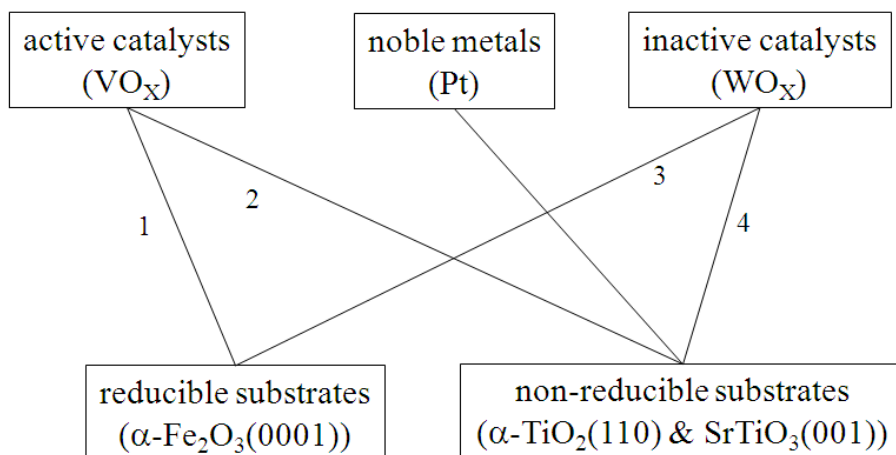 active catalysts
(VOX)
noble metals
(Pt)
inactive catalysts
(WOX)
1
2
3
4
reducible substrates
(α-Fe2O3(0001))
non-reducible substrates
(α-TiO2(110) & SrTiO3(001))